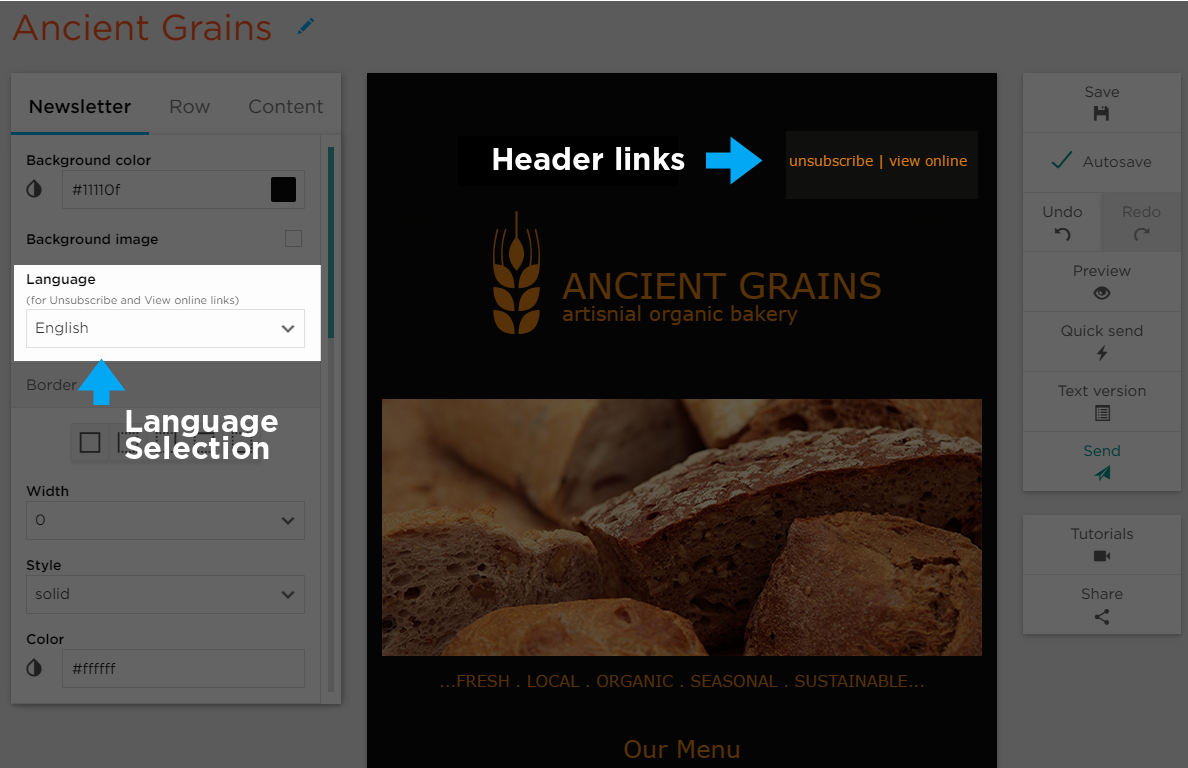 Ancient Grains
Newsletter Row Content
Background color
#11110f
Background image
Language
(for Unsubscribe and View online links)
English
Border
Language
Selection
Width
0
Style
solid
Color
#ffffff
Header links
unsubscribe | view online
ANCIENT GRAINS
artisnial organic bakery
...FRESH . LOCAL . ORGANIC . SEASONAL . SUSTAINABLE...
Our Menu
Save
Autosave
Undo Redo
Preview
Quick send
Text version
Send
Tutorials
Share